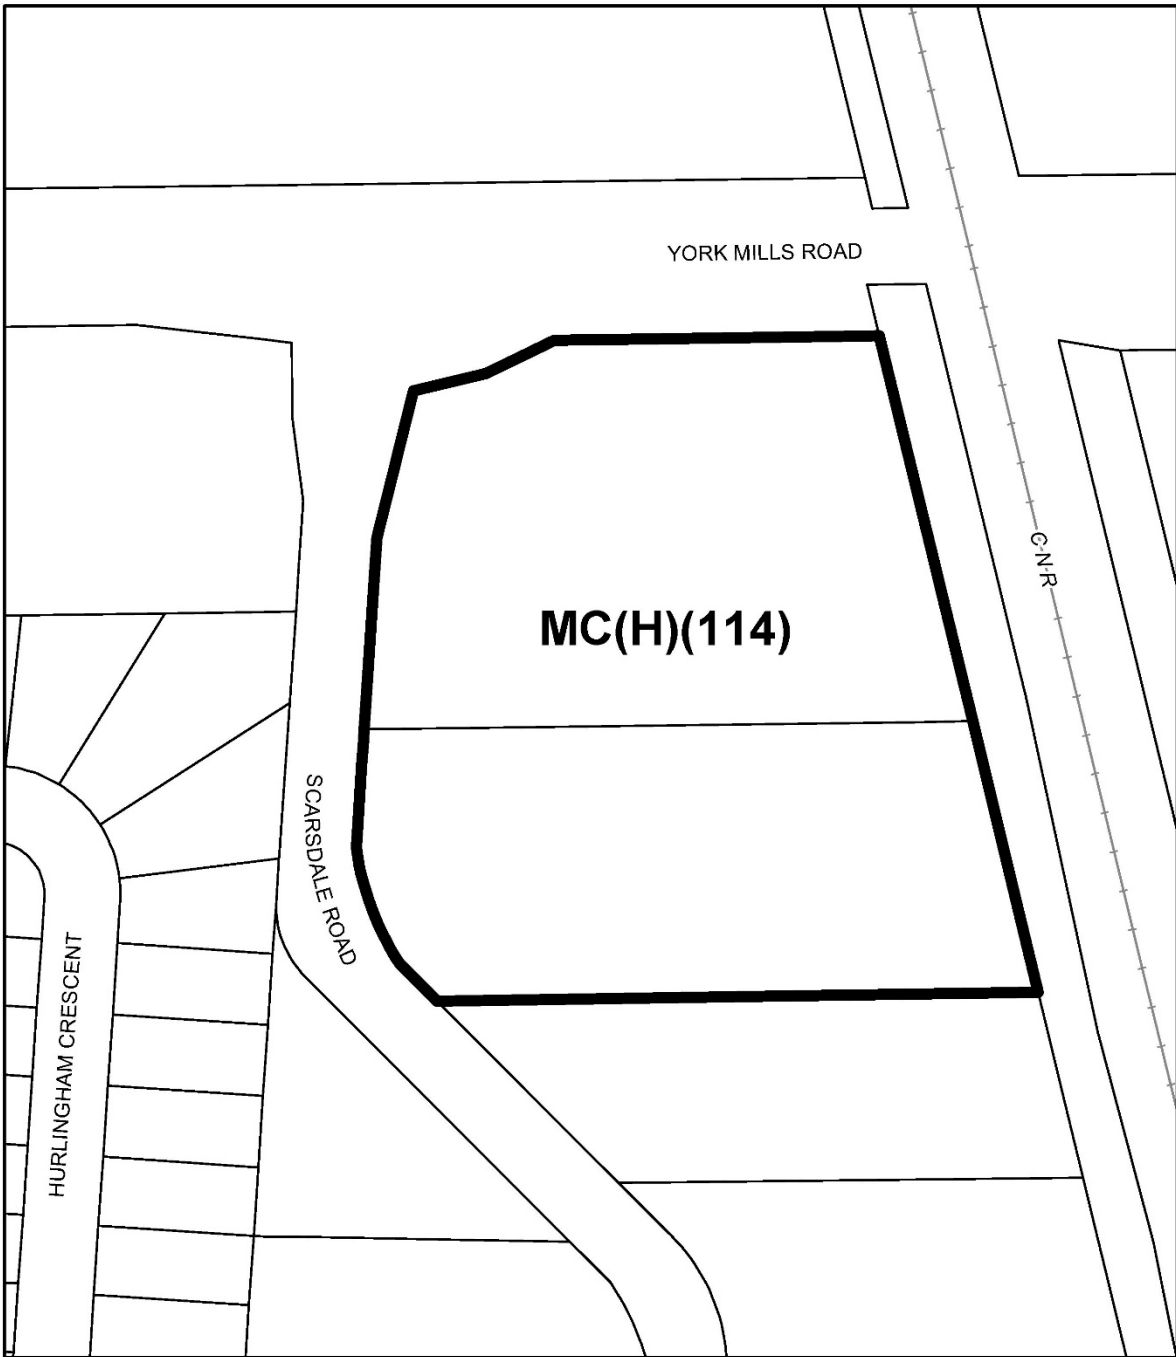 YORK MILLS ROAD
C-N-R
MC(H)(114)
SCARSDALE ROAD
HURLINGHAM CRESCENT